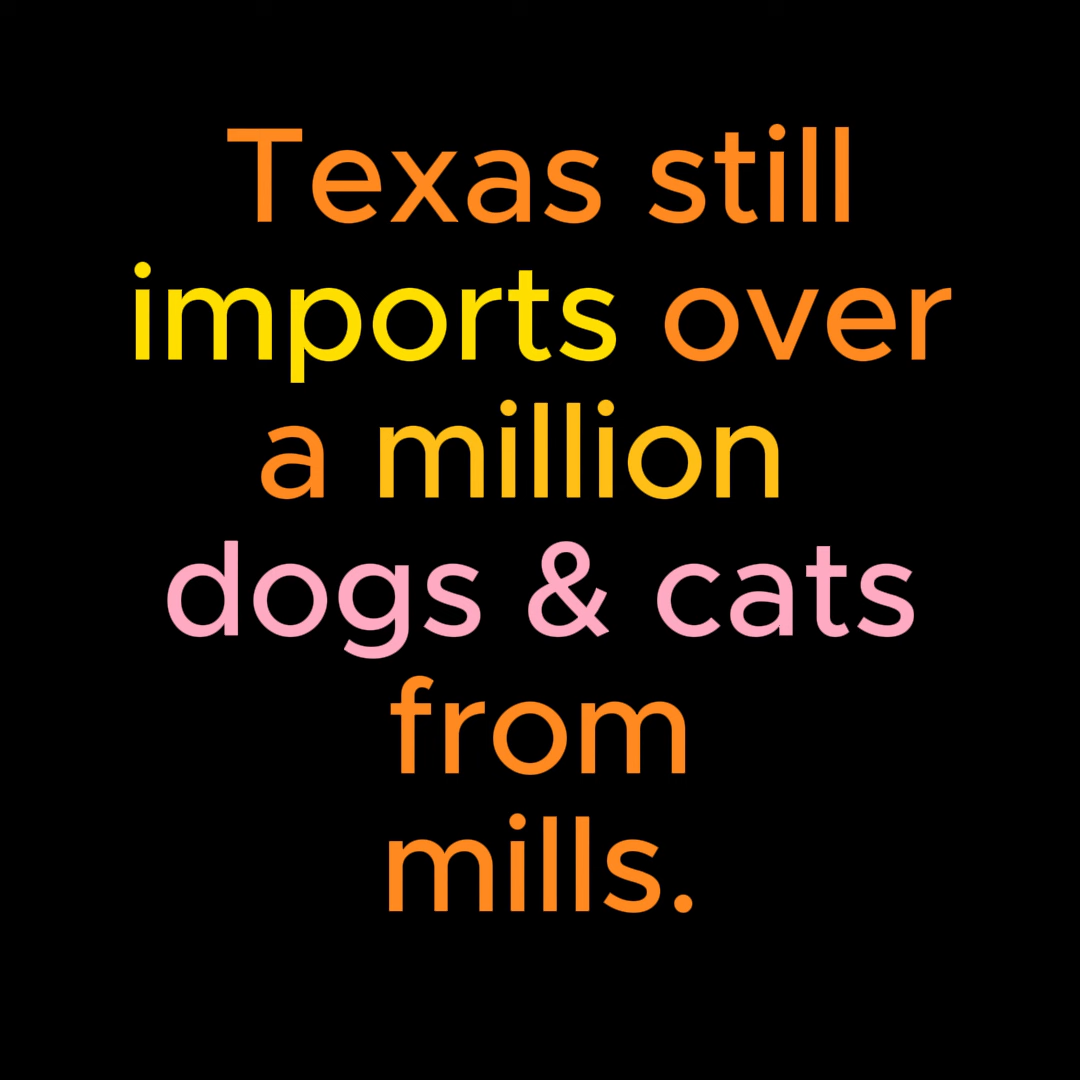 Texas still
imports over
a million
dogs & cats
from
mills.